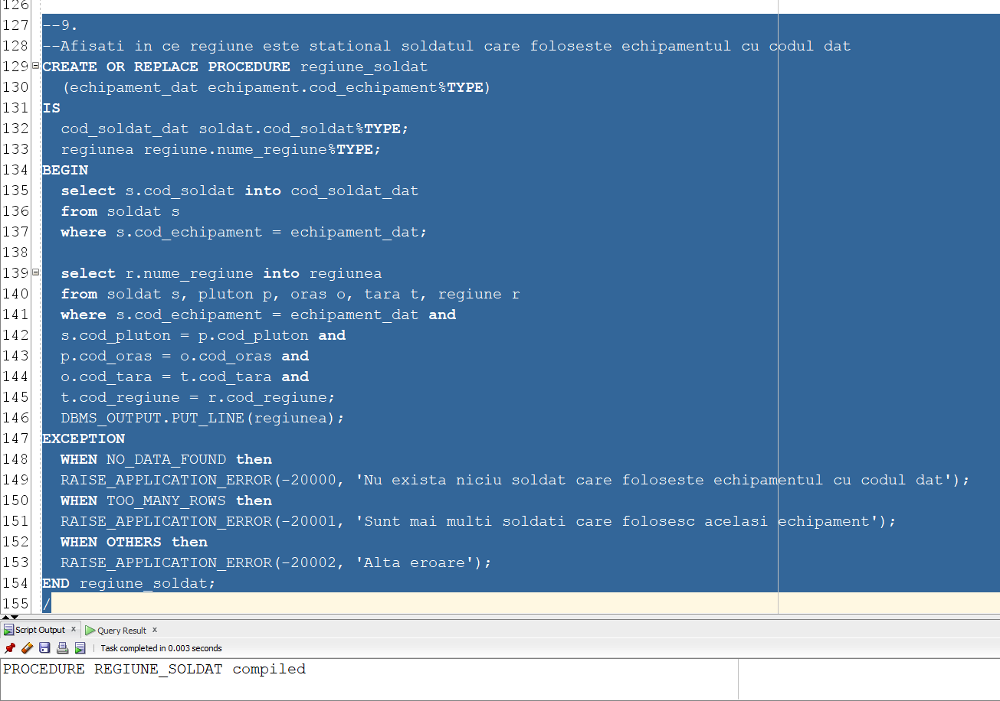 126
127 --9.
128 --Afisati in ce regiune este stational soldatul care foloseste echipamentul cu codul dat
129 CREATE OR REPLACE PROCEDURE regiune_soldat
130 (echipament_dat echipament.cod_echipament%TYPE)
131 IS
132 cod_soldat_dat soldat.cod_soldat%TYPE;
133 regiunea regiune.nume_regiune%TYPE;
134 BEGIN
135 select s.cod_soldat into cod_soldat_dat
136 from soldat s
137 where s.cod_echipament = echipament_dat;
138
139 select r.nume_regiune into regiunea
140 from soldat s, pluton p, oras o, tara t, regiune r
141 where s.cod_echipament = echipament_dat and
142 s.cod_pluton = p.cod_pluton and
143 p.cod_oras = o.cod_oras and
144 o.cod_tara = t.cod_tara and
145 t.cod_regiune = r.cod_regiune;
146 DBMS_OUTPUT.PUT_LINE(regiunea);
147 EXCEPTION
148 WHEN NO_DATA_FOUND then
149 RAISE_APPLICATION_ERROR(-20000, 'Nu exista niciu soldat care foloseste echipamentul cu codul dat');
150 WHEN TOO_MANY_ROWS then
151 RAISE_APPLICATION_ERROR(-20001, 'Sunt mai multi soldati care folosesc acelasi echipament');
152 WHEN OTHERS then
153 RAISE_APPLICATION_ERROR(-20002, 'Alta eroare');
154 END regiune_soldat;
155 /
Script Output x Query Result x
Task completed in 0.003 seconds
PROCEDURE REGIUNE_SOLDAT compiled